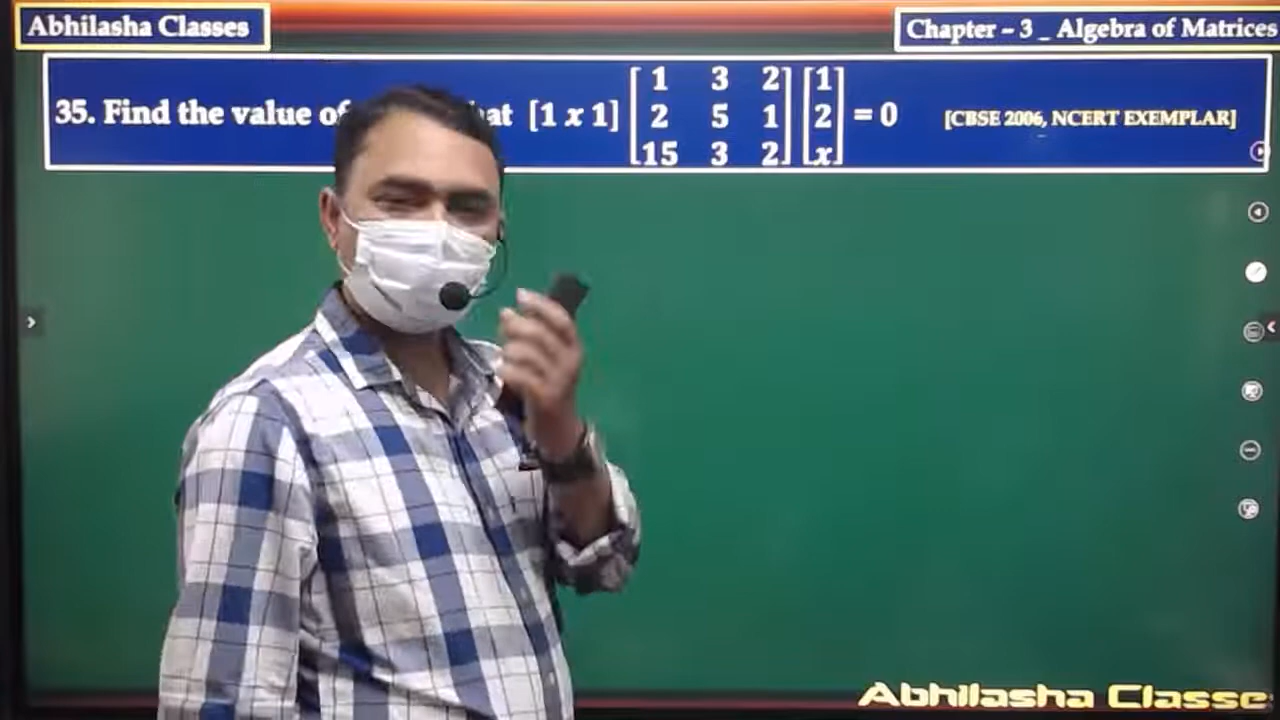 Abhilasha Classes
Chapter – 3 _ Algebra of Matrices
35. Find the value of at [1 x 1] [1 3 2] [1] = 0 [CBSE 2006, NCERT EXEMPLAR]
[2 5 1] [2]
[15 3 2] [x]
Abhilasha Classe